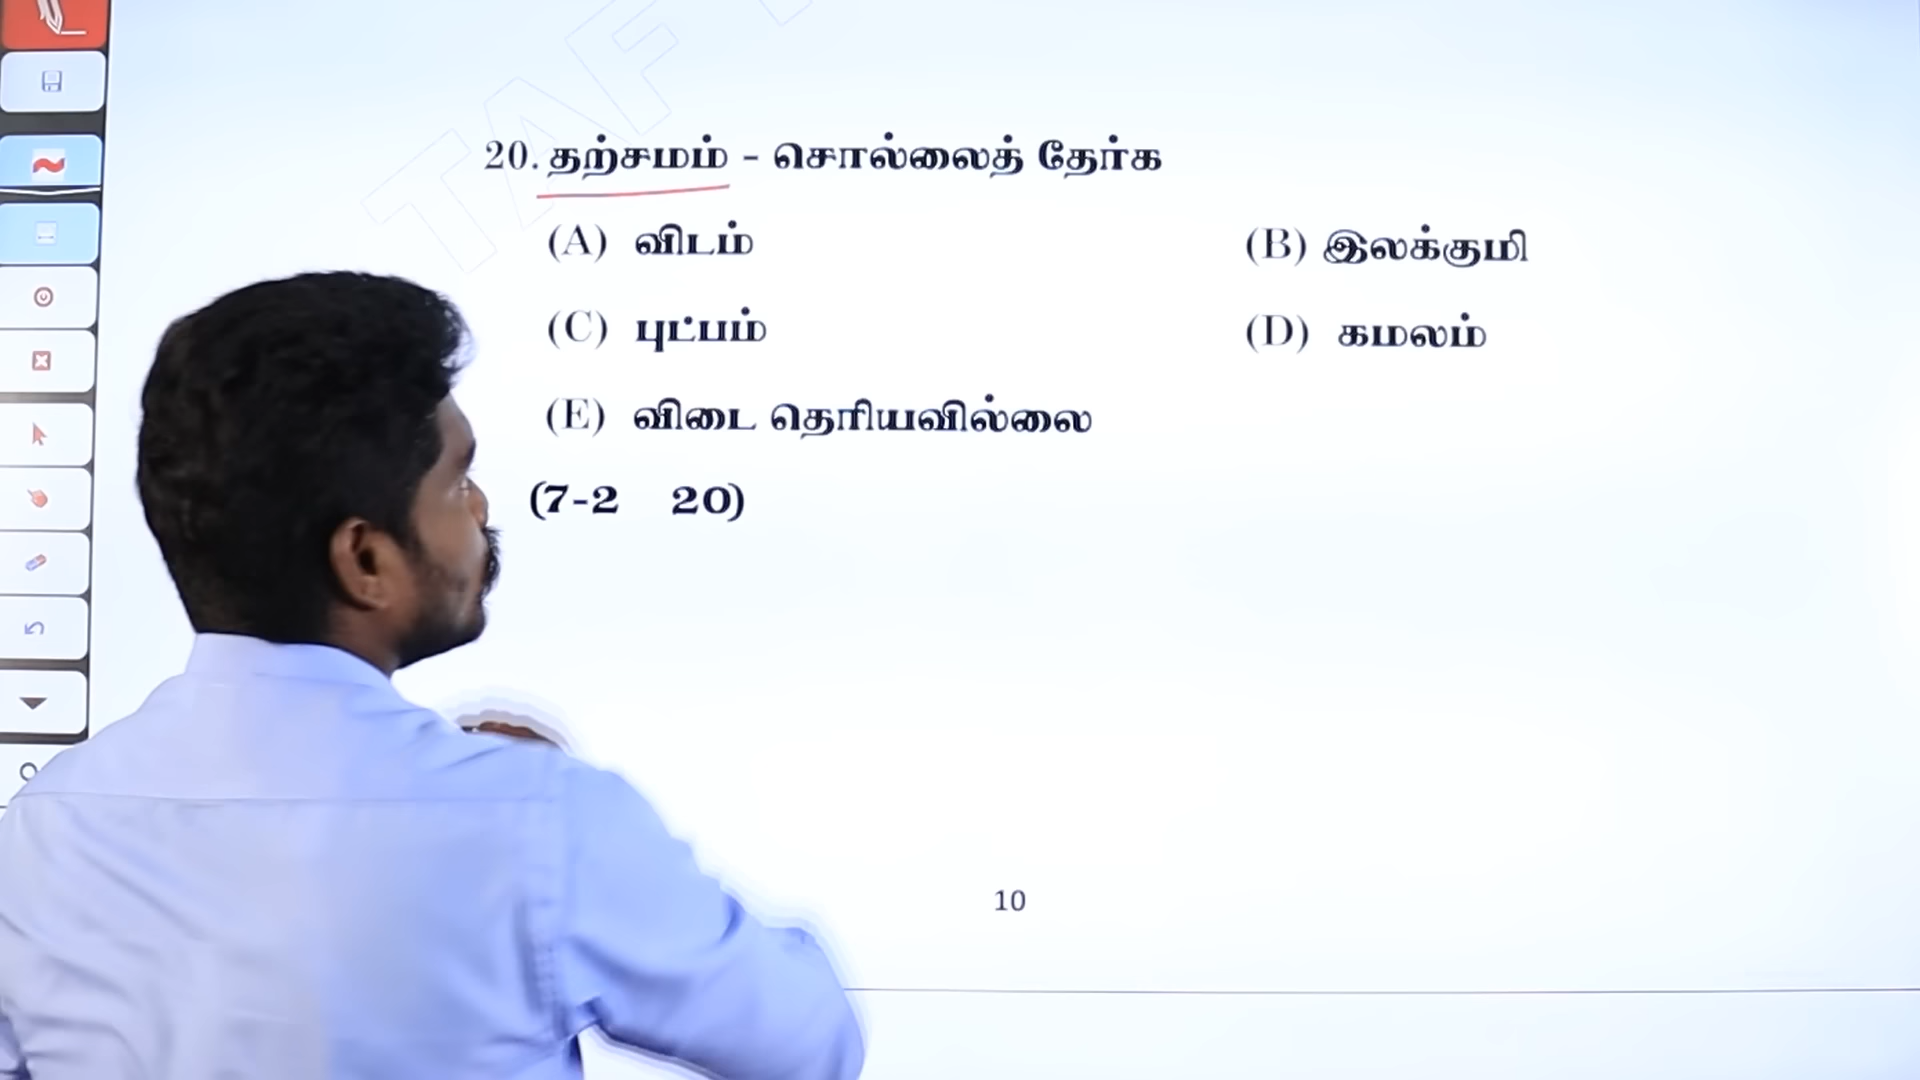 20. தற்சமம் - சொல்லைத் தேர்க
(A) விடம் (B) இலக்குமி
(C) புட்பம் (D) கமலம்
(E) விடை தெரியவில்லை
(7-2 20)
10